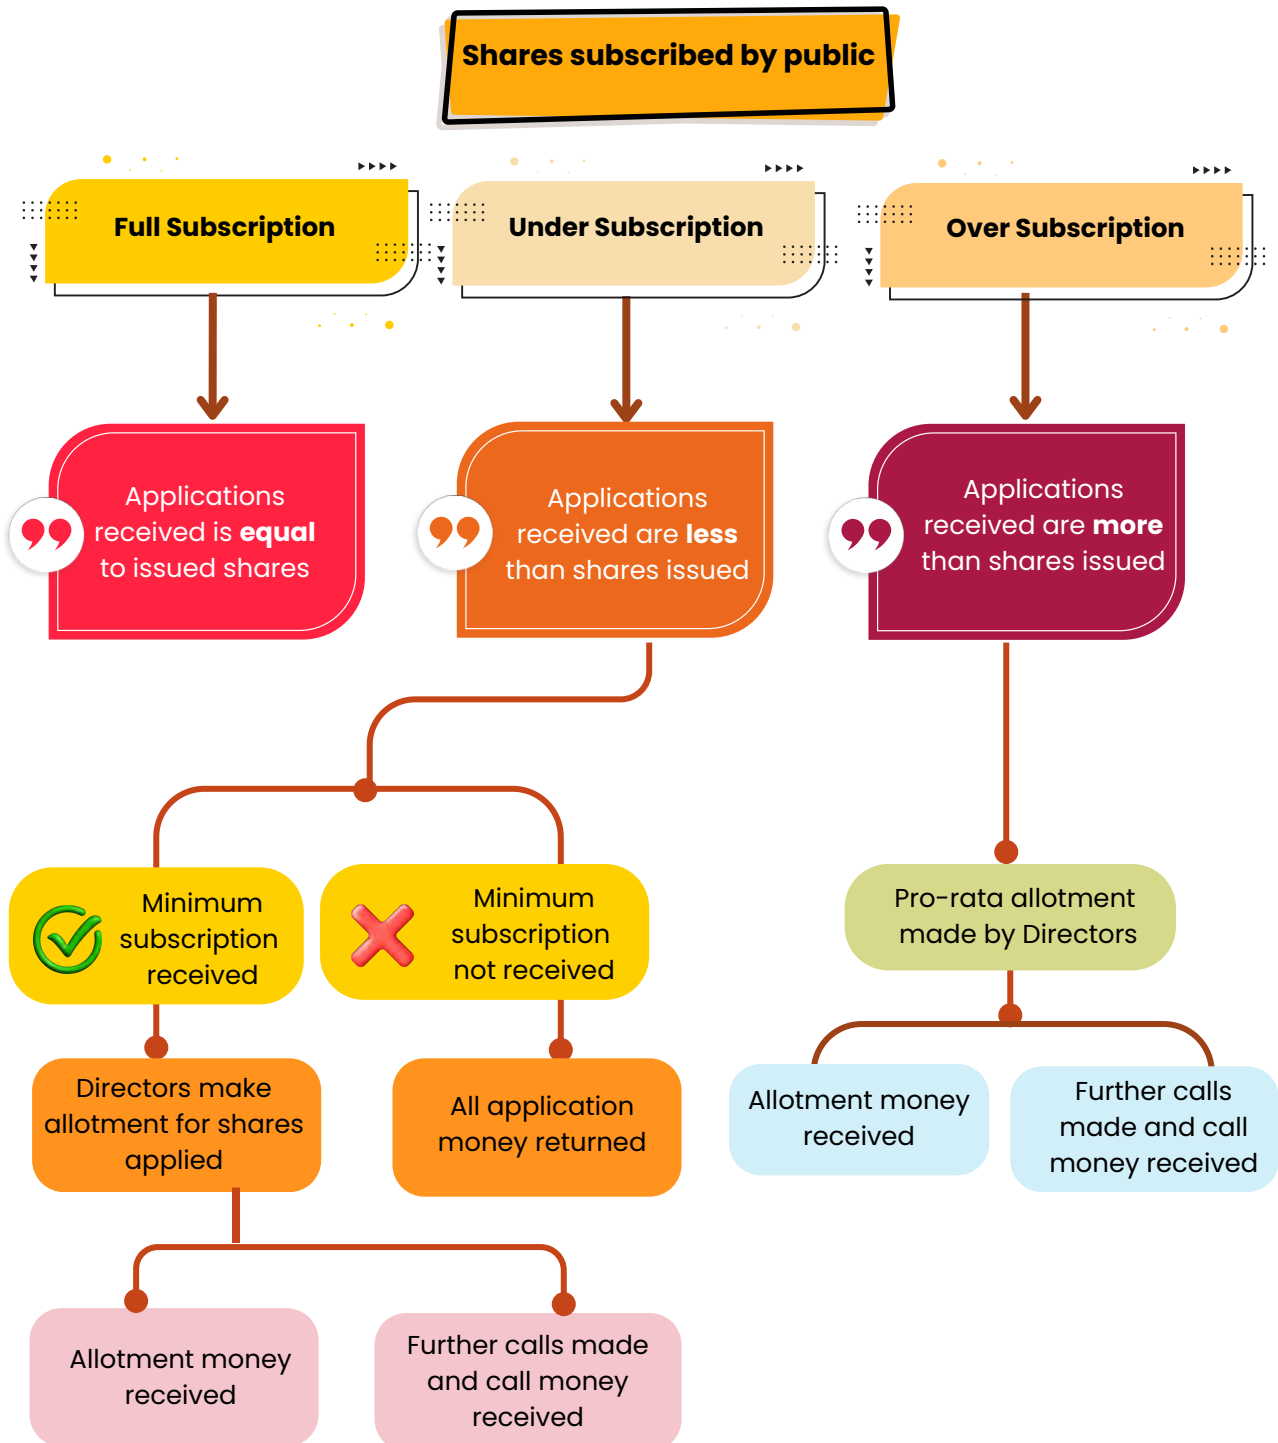 Shares subscribed by public
Full Subscription
Under Subscription
Over Subscription
Applications
received is equal
to issued shares
Applications
received are less
than shares issued
Applications
received are more
than shares issued
Minimum
subscription
received
Minimum
subscription
not received
Pro-rata allotment
made by Directors
Directors make
allotment for shares
applied
All application
money returned
Allotment money
received
Further calls
made and call
money received
Allotment money
received
Further calls made
and call money
received